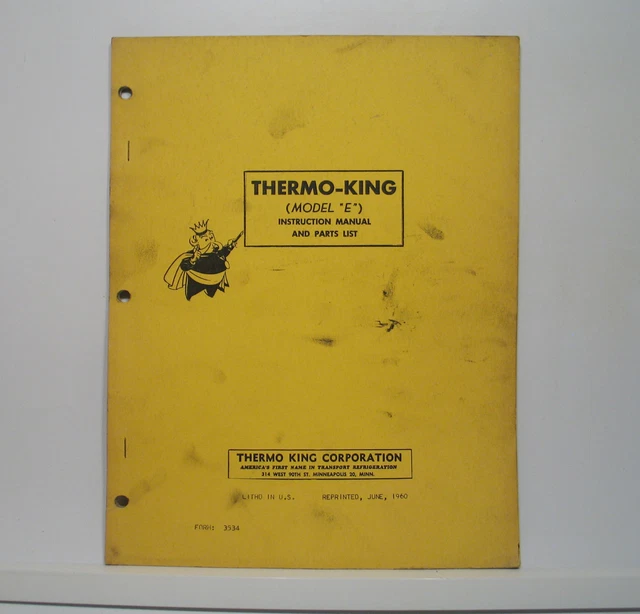 THERMO-KING
(MODEL "E")
INSTRUCTION MANUAL
AND PARTS LIST
THERMO KING CORPORATION
AMERICA'S FIRST NAME IN TRANSPORT REFRIGERATION
314 WEST 90TH ST. MINNEAPOLIS 20, MINN.
LITHO IN U.S. REPRINTED, JUNE, 1960
FORM: 3534